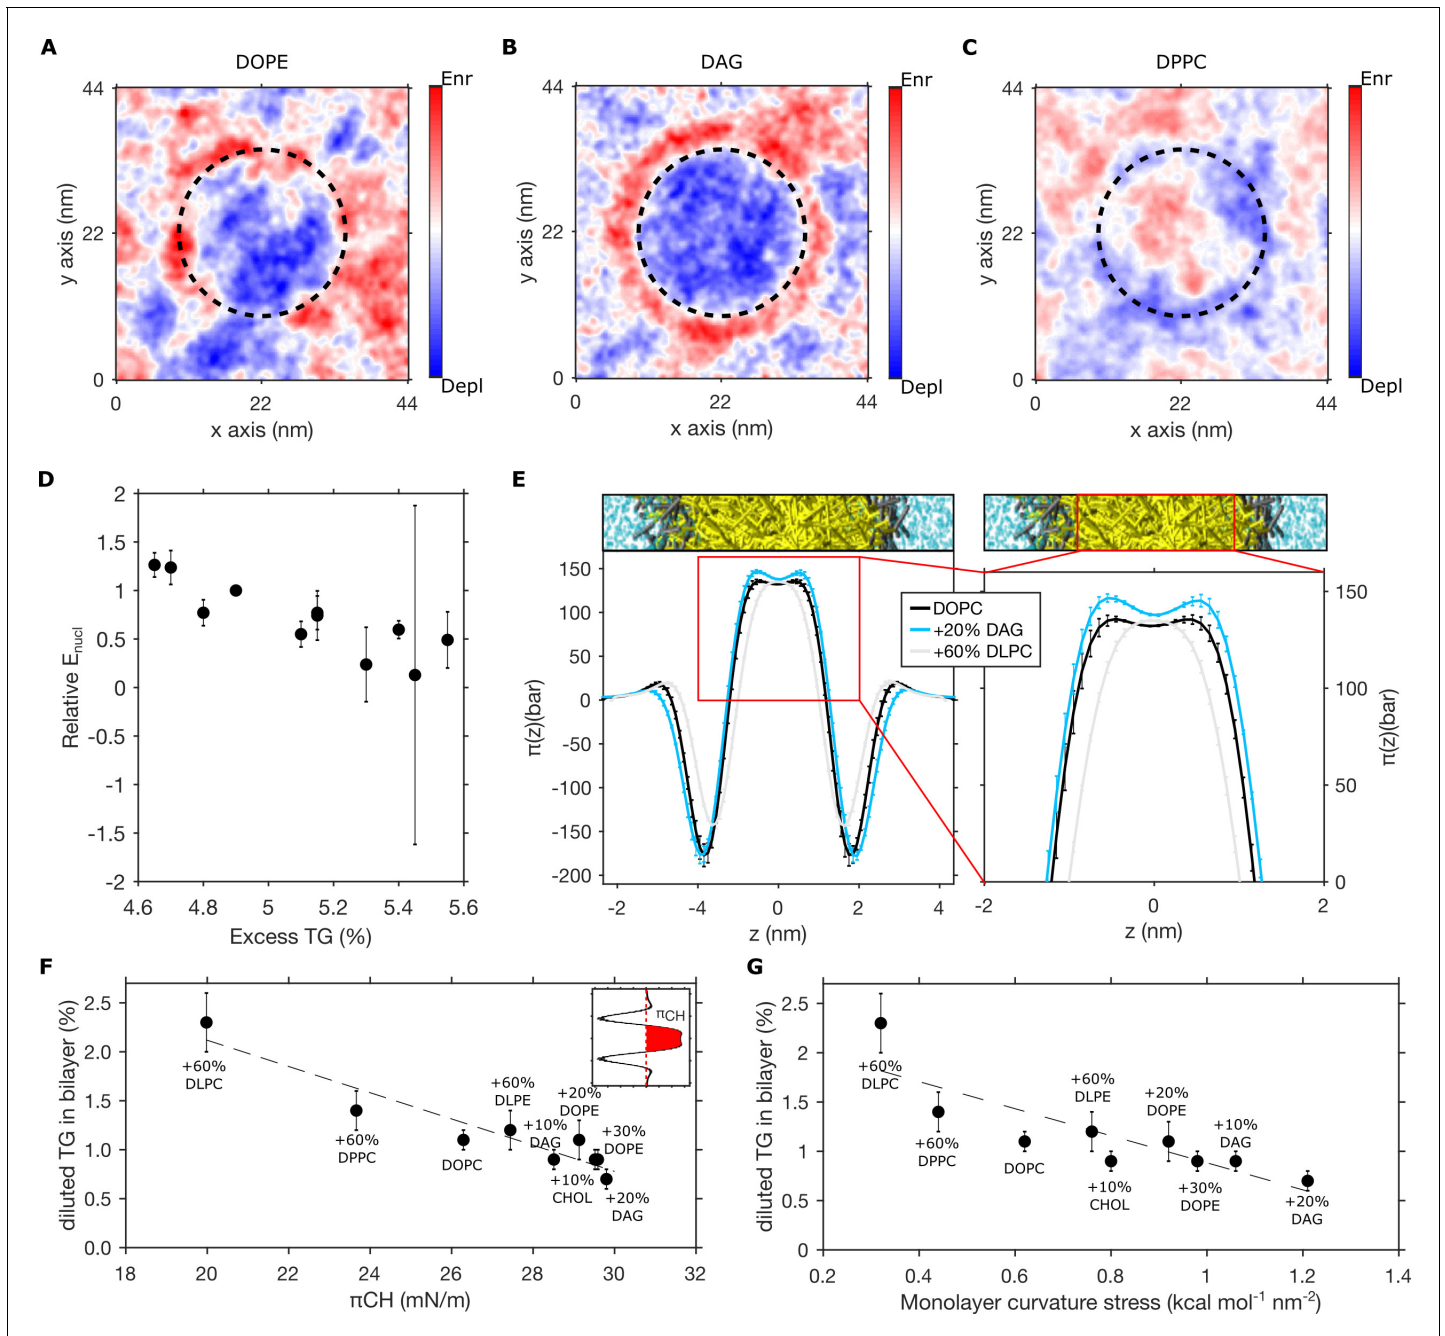 A
DOPE
Enr
44
y axis (nm)
22
0
Depl
0
22
44
x axis (nm)
B
DAG
Enr
44
y axis (nm)
22
0
Depl
0
22
44
x axis (nm)
C
DPPC
Enr
44
y axis (nm)
22
0
Depl
0
22
44
x axis (nm)
D
2
1.5
1
0.5
0
-0.5
-1
-1.5
-2
Relative Enucl
4.6
4.8
5
5.2
5.4
5.6
Excess TG (%)
E
150
100
50
0
-50
-100
-150
-200
π(z)(bar)
-2
-4
0
2
4
z (nm)
DOPC
+20% DAG
+60% DLPC
150
100
50
0
π(z)(bar)
-2
0
2
z (nm)
F
2.5
2.0
1.5
1.0
0.5
0.0
diluted TG in bilayer (%)
πCH
+60%
DLPC
+60%
DPPC
DOPC
+60%
DLPE
+10%
DAG
+20%
DOPE
+10%
CHOL
+30%
DOPE
+20%
DAG
18
20
22
24
26
28
30
32
πCH (mN/m)
G
2.5
2
1.5
1
0.5
0
diluted TG in bilayer (%)
+60%
DLPC
+60%
DPPC
DOPC
+60%
DLPE
+10%
CHOL
+20%
DOPE
+30%
DOPE
+10%
DAG
+20%
DAG
0.2
0.4
0.6
0.8
1
1.2
1.4
Monolayer curvature stress (kcal mol⁻¹ nm⁻²)